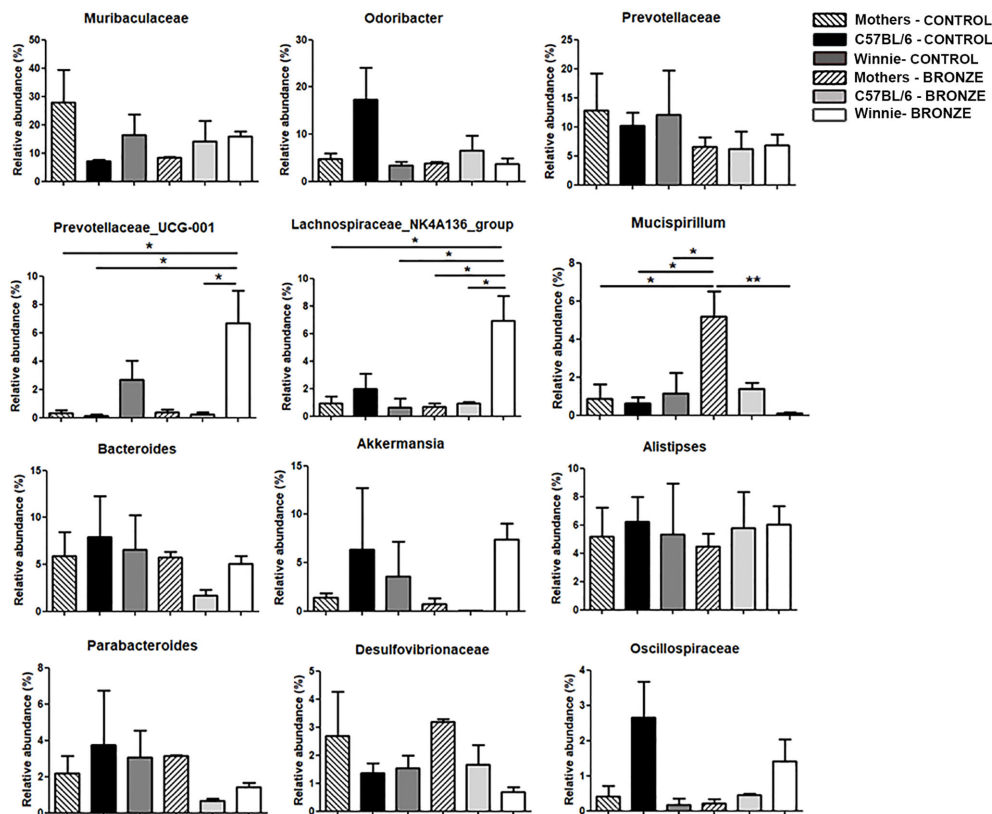 Muribaculaceae
Relative abundance (%)
50
40
30
20
10
0
Odoribacter
Relative abundance (%)
30
20
10
0
Prevotellaceae
Relative abundance (%)
25
20
15
10
5
0
Mothers - CONTROL
C57BL/6 - CONTROL
Winnie- CONTROL
Mothers - BRONZE
C57BL/6 - BRONZE
Winnie- BRONZE
Prevotellaceae_UCG-001
*
*
*
Relative abundance (%)
10
8
6
4
2
0
Lachnospiraceae_NK4A136_group
*
*
*
*
Relative abundance (%)
10
8
6
4
2
0
Mucispirillum
*
*
*
**
Relative abundance (%)
8
6
4
2
0
Bacteroides
Relative abundance (%)
15
10
5
0
Akkermansia
Relative abundance (%)
15
10
5
0
Alistipses
Relative abundance (%)
10
8
6
4
2
0
Parabacteroides
Relative abundance (%)
8
6
4
2
0
Desulfovibrionaceae
Relative abundance (%)
5
4
3
2
1
0
Oscillospiraceae
Relative abundance (%)
4
3
2
1
0